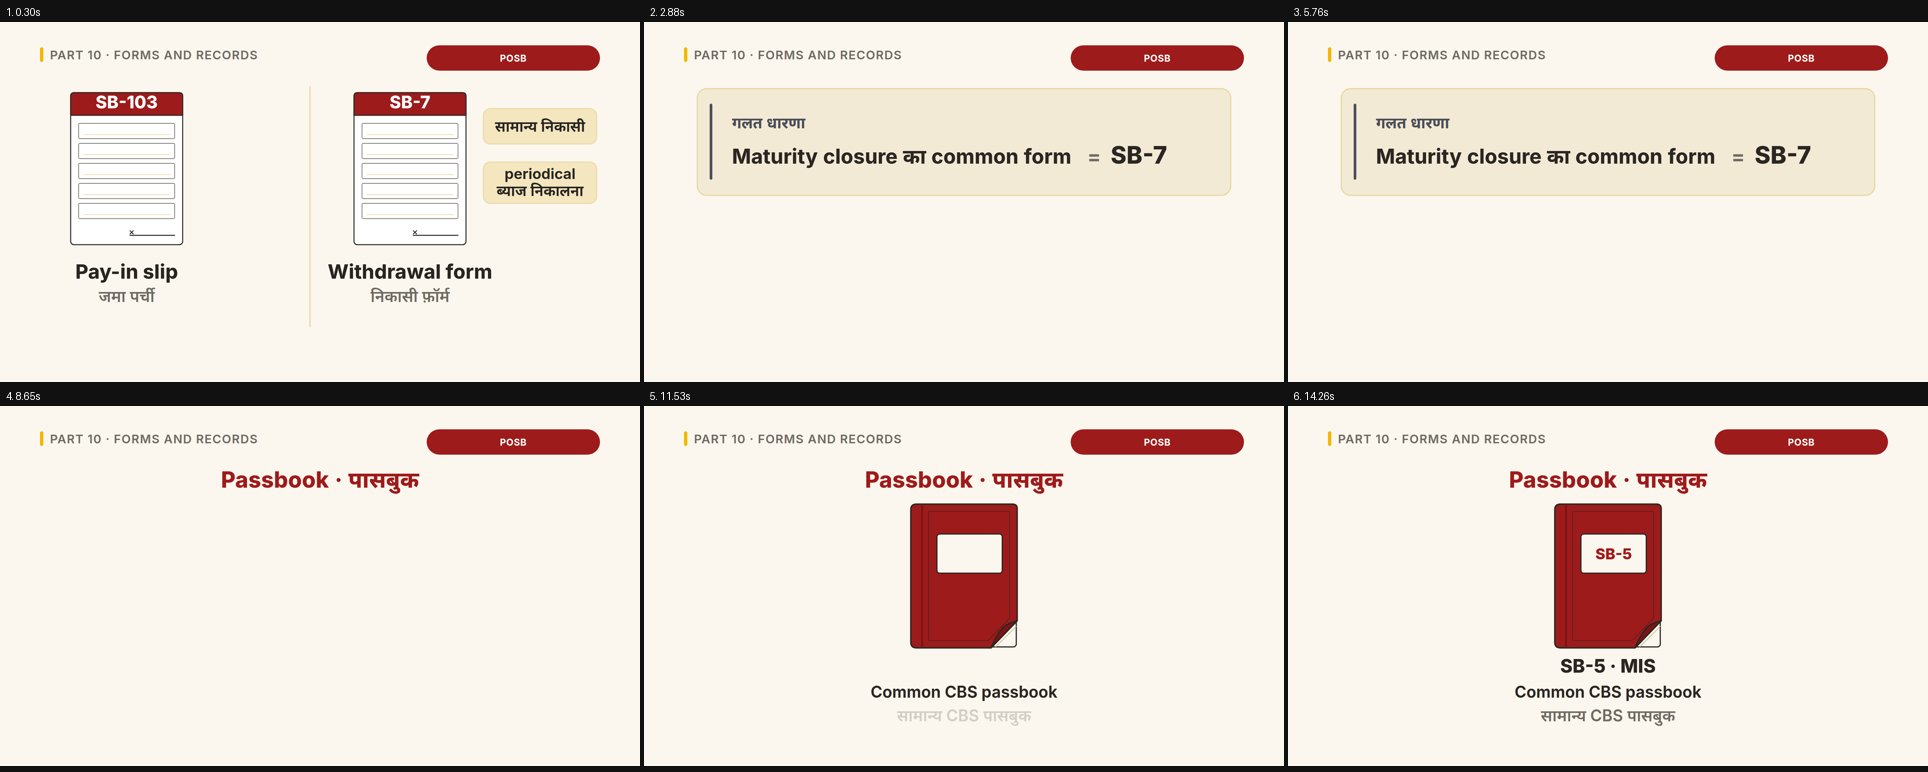 1. 0.30s
PART 10 · FORMS AND RECORDS
POSB
SB-103
Pay-in slip
जमा पर्ची
SB-7
Withdrawal form
निकासी फ़ॉर्म
सामान्य निकासी
periodical
ब्याज निकालना
2. 2.88s
PART 10 · FORMS AND RECORDS
POSB
गलत धारणा
Maturity closure का common form = SB-7
3. 5.76s
PART 10 · FORMS AND RECORDS
POSB
गलत धारणा
Maturity closure का common form = SB-7
4. 8.65s
PART 10 · FORMS AND RECORDS
POSB
Passbook · पासबुक
5. 11.53s
PART 10 · FORMS AND RECORDS
POSB
Passbook · पासबुक
Common CBS passbook
सामान्य CBS पासबुक
6. 14.26s
PART 10 · FORMS AND RECORDS
POSB
Passbook · पासबुक
SB-5
SB-5 · MIS
Common CBS passbook
सामान्य CBS पासबुक